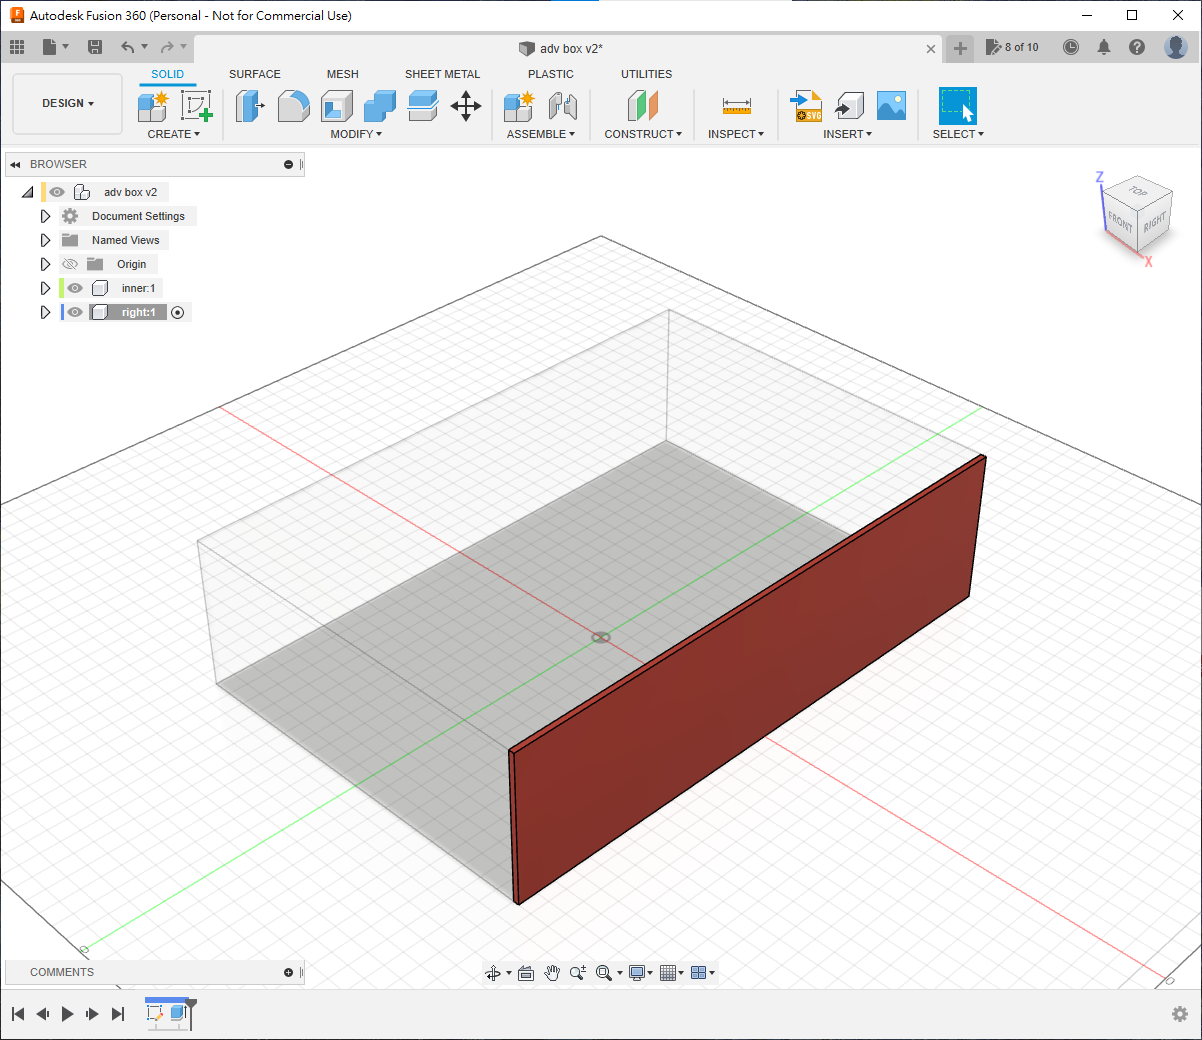 Autodesk Fusion 360 (Personal - Not for Commercial Use)
adv box v2*
8 of 10
DESIGN
SOLID
SURFACE
MESH
SHEET METAL
PLASTIC
UTILITIES
CREATE
MODIFY
ASSEMBLE
CONSTRUCT
INSPECT
INSERT
SELECT
SVG
BROWSER
adv box v2
Document Settings
Named Views
Origin
inner:1
right:1
Z
TOP
FRONT
RIGHT
X
COMMENTS